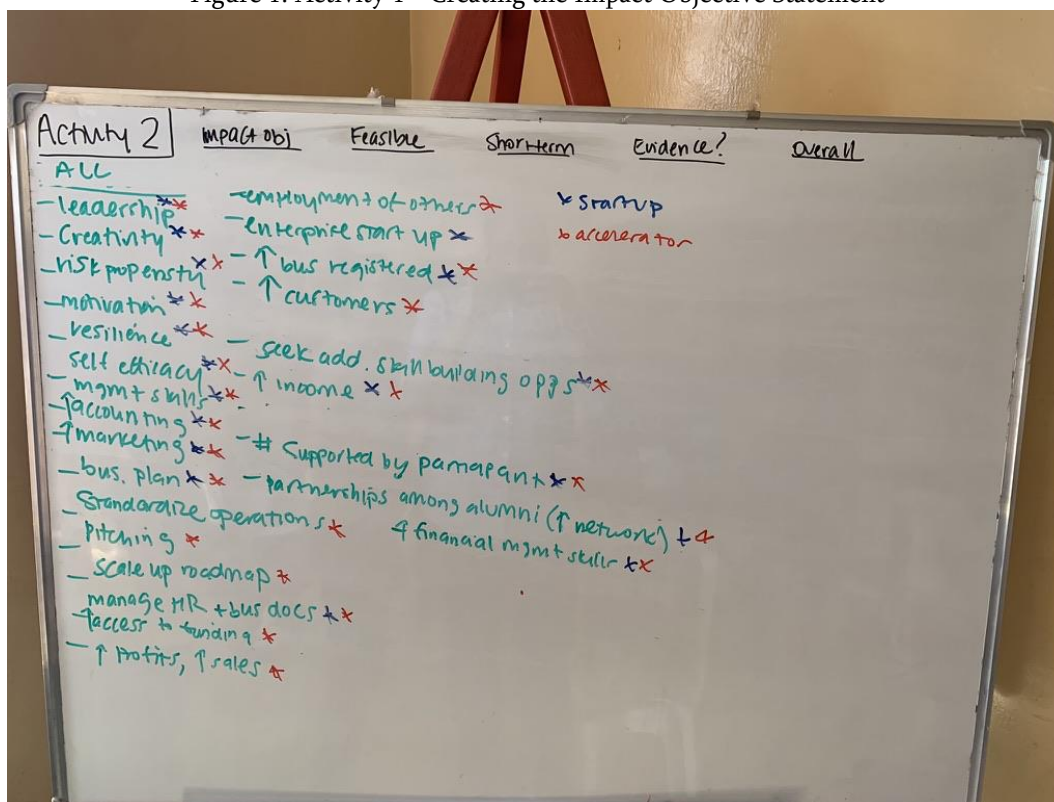 Figure 1. Activity 1 – Creating the Impact Objective Statement
Activity 2 Impact obj Feasible Short term Evidence? Overall
ALL
- leadership **
- Creativity **
- risk propensty **
- motivation **
- resilience **
self efficacy **
- mgmt skills **
- ↑accounting **
- ↑marketing **
- bus. plan **
- Standardize operations *
- Pitching *
- scale up roadmap *
manage HR + bus docs **
- ↑access to funding *
- ↑ Profits, ↑ sales *
- employment of others *
- enterprise start up *
- ↑ bus registered **
- ↑ customers *
- seek add. skill building opps **
- ↑ income **
- # supported by participant **
- partnerships among alumni (↑ network) **
↑ financial mgmt skills **
* startup
* accelerator